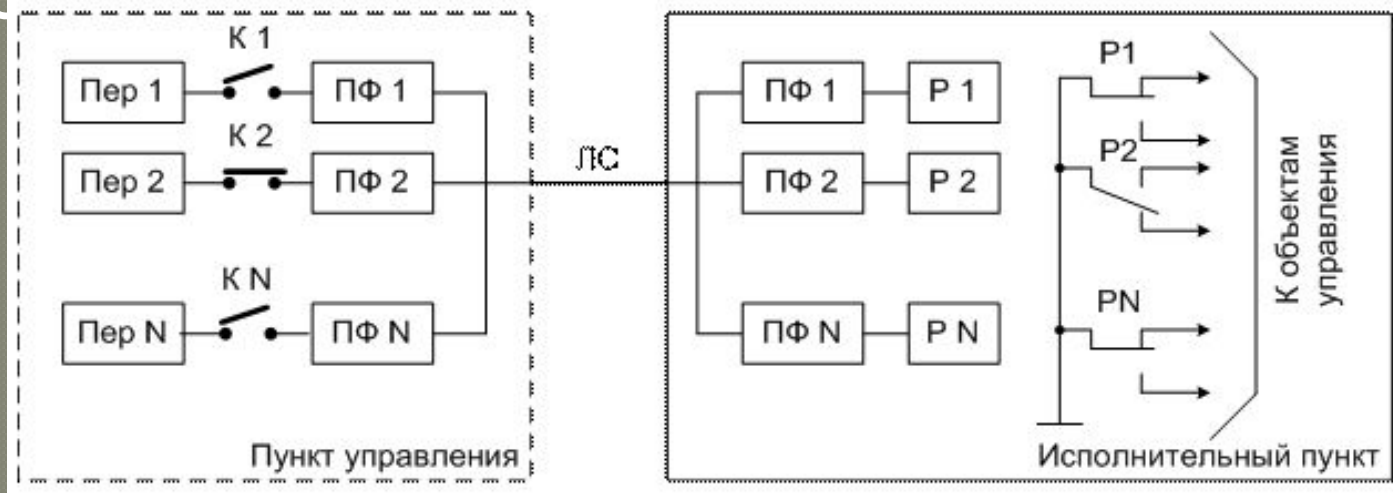 К 1
Пер 1
ПФ 1
К 2
Пер 2
ПФ 2
К N
Пер N
ПФ N
Пункт управления
ЛС
ПФ 1
Р 1
ПФ 2
Р 2
ПФ N
Р N
Р1
Р2
РN
К объектам
управления
Исполнительный пункт